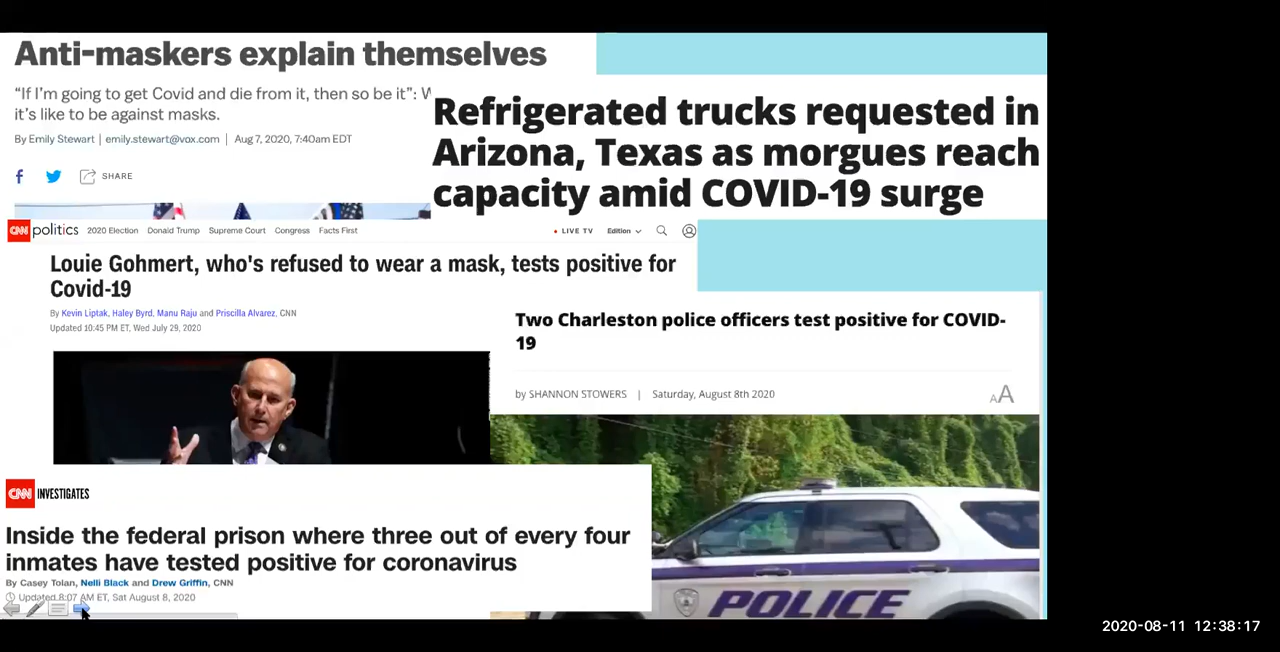 Anti-maskers explain themselves
“If I'm going to get Covid and die from it, then so be it”: W
it's like to be against masks.
By Emily Stewart | emily.stewart@vox.com | Aug 7, 2020, 7:40am EDT
f SHARE
Refrigerated trucks requested in
Arizona, Texas as morgues reach
capacity amid COVID-19 surge
CNN politics 2020 Election Donald Trump Supreme Court Congress Facts First LIVE TV Edition
Louie Gohmert, who's refused to wear a mask, tests positive for
Covid-19
By Kevin Liptak, Haley Byrd, Manu Raju and Priscilla Alvarez, CNN
Updated 10:45 PM ET, Wed July 29, 2020
Two Charleston police officers test positive for COVID-
19
by SHANNON STOWERS | Saturday, August 8th 2020
AA
CNN INVESTIGATES
Inside the federal prison where three out of every four
inmates have tested positive for coronavirus
By Casey Tolan, Nelli Black and Drew Griffin, CNN
Updated 8:07 AM ET, Sat August 8, 2020
POLICE
2020-08-11 12:38:17